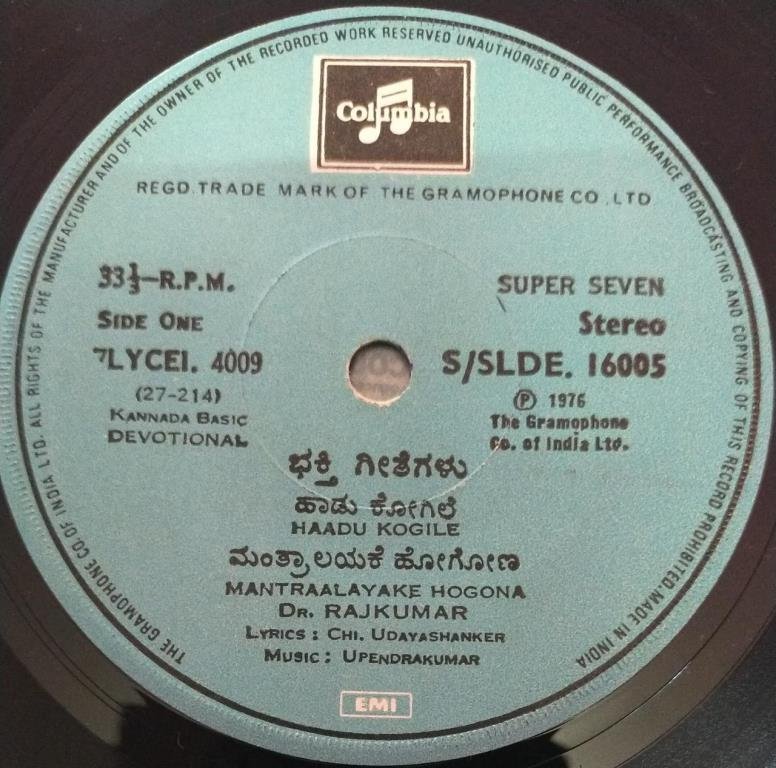 THE GRAMOPHONE CO. OF INDIA LTD. ALL RIGHTS OF THE MANUFACTURER AND OF THE OWNER OF THE RECORDED WORK RESERVED UNAUTHORISED PUBLIC PERFORMANCE BROADCASTING AND COPYING OF THIS RECORD PROHIBITED. MADE IN INDIA
Columbia
REGD. TRADE MARK OF THE GRAMOPHONE CO. LTD.
33⅓-R.P.M.
SUPER SEVEN
SIDE ONE
Stereo
7LYCEI. 4009
S/SLDE. 16005
(27-214)
Ⓟ 1976
KANNADA BASIC
The Gramophone
DEVOTIONAL
Co. of India Ltd.
ಭಕ್ತಿ ಗೀತೆಗಳು
ಹಾಡು ಕೋಗಿಲೆ
HAADU KOGILE
ಮಂತ್ರಾಲಯಕೆ ಹೋಗೋಣ
MANTRAALAYAKE HOGONA
DR. RAJKUMAR
LYRICS : CHI. UDAYASHANKER
MUSIC : UPENDRAKUMAR
EMI